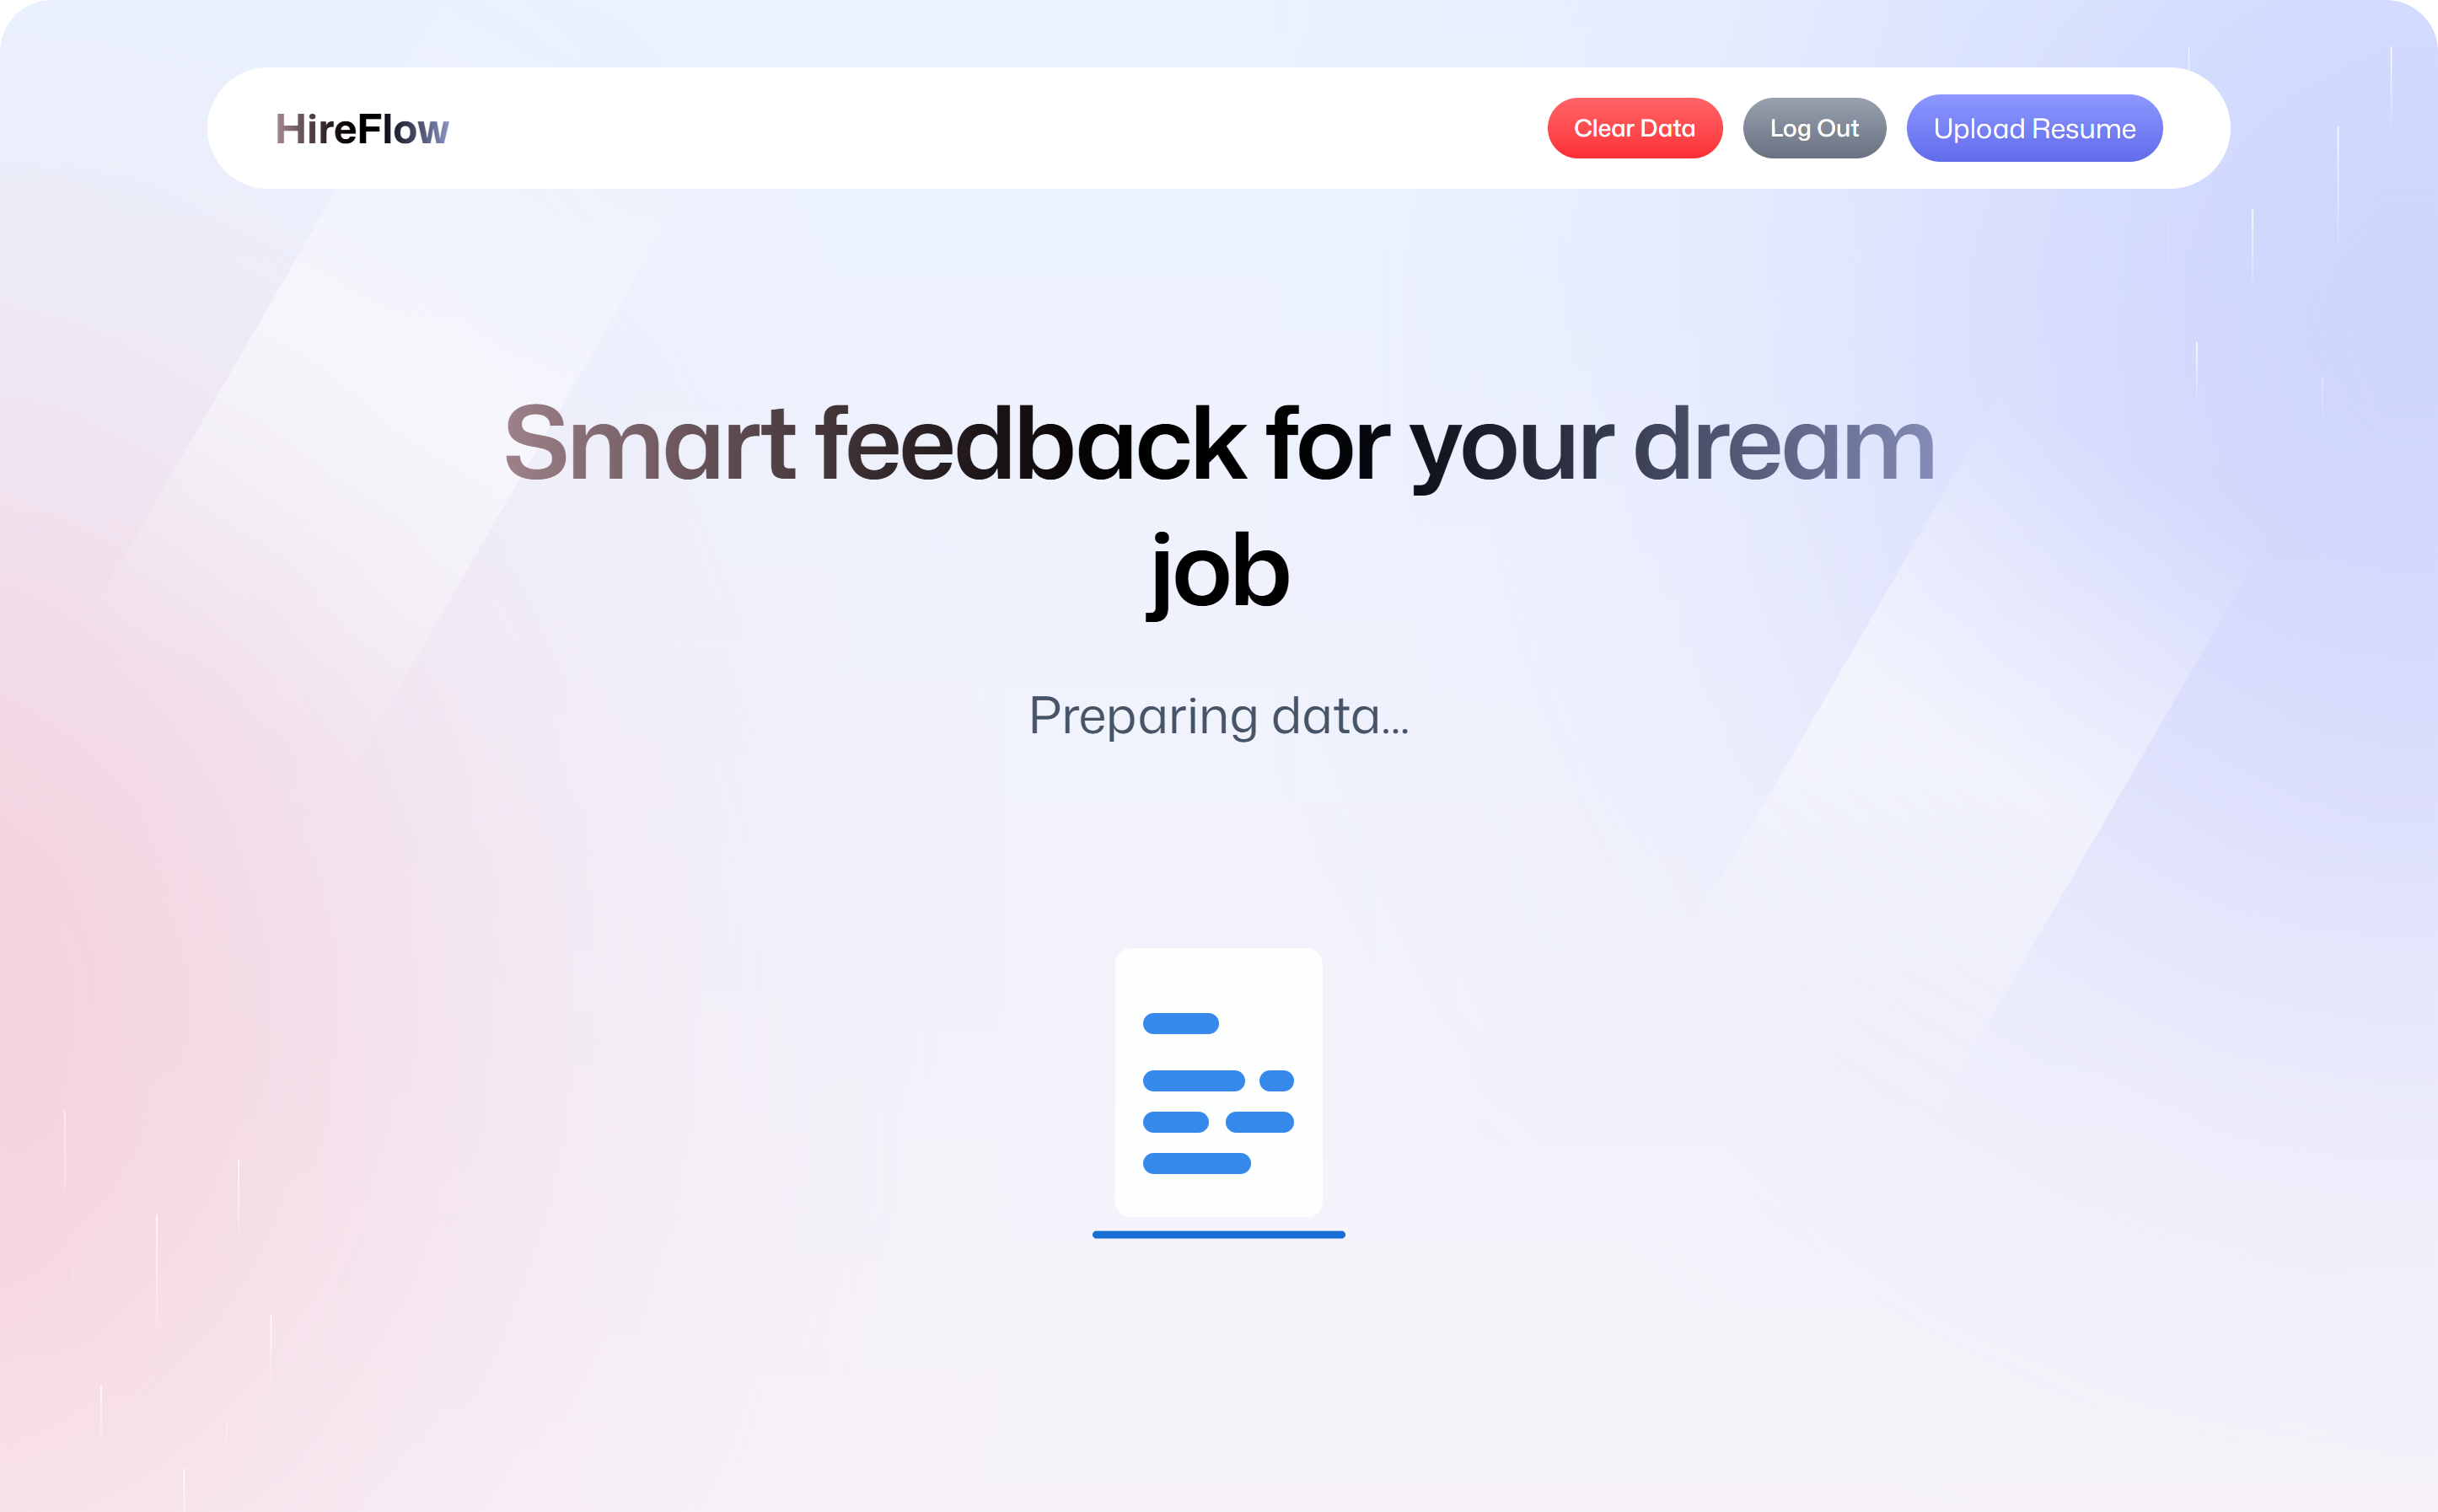 HireFlow
Clear Data
Log Out
Upload Resume
Smart feedback for your dream
job
Preparing data...